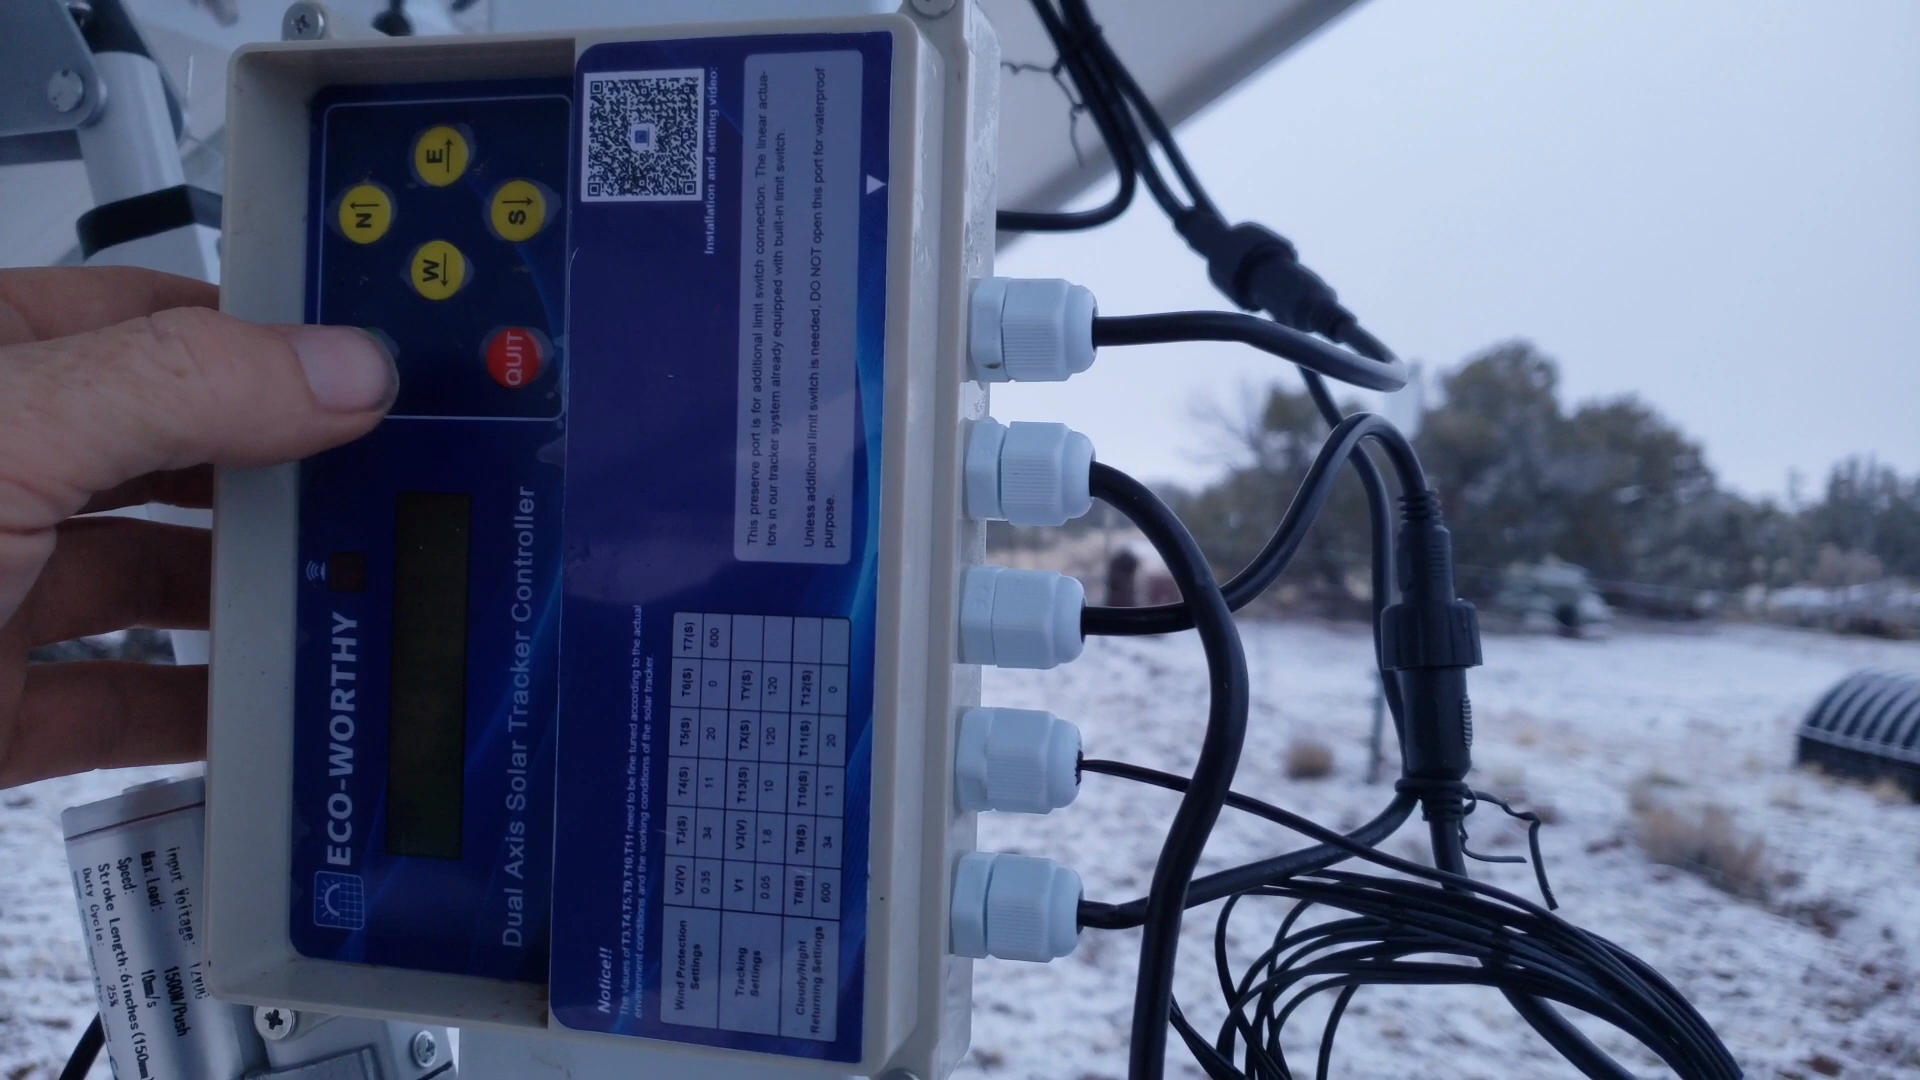 ECO-WORTHY
Dual Axis Solar Tracker Controller
N
W
E
S
QUIT
Notice!!
The vlaues of T3,T4,T5,T9,T10,T11 need to be fine tuned according to the actual
environment conditions and the working conditions of the solar tracker.
Installation and setting video:
Wind Protection Settings V2(V) T3(S) T4(S) T5(S) T6(S) T7(S)
0.35 34 11 20 0 600
Tracking Settings V1 V3(V) T13(S) TX(S) TY(S)
0.05 1.8 10 120 120
Cloudy/Night Returning Settings T8(S) T9(S) T10(S) T11(S) T12(S)
600 34 11 20 0
This preserve port is for additional limit switch connection. The linear actua-
tors in our tracker system already equipped with built-in limit switch.
Unless additional limit switch is needed, DO NOT open this port for waterproof
purpose.
Input Voltage: 12VDC
Max.Load: 1500N/Push
Speed: 10mm/s
Stroke Length:6inches(150mm)
Duty Cycle: 25%